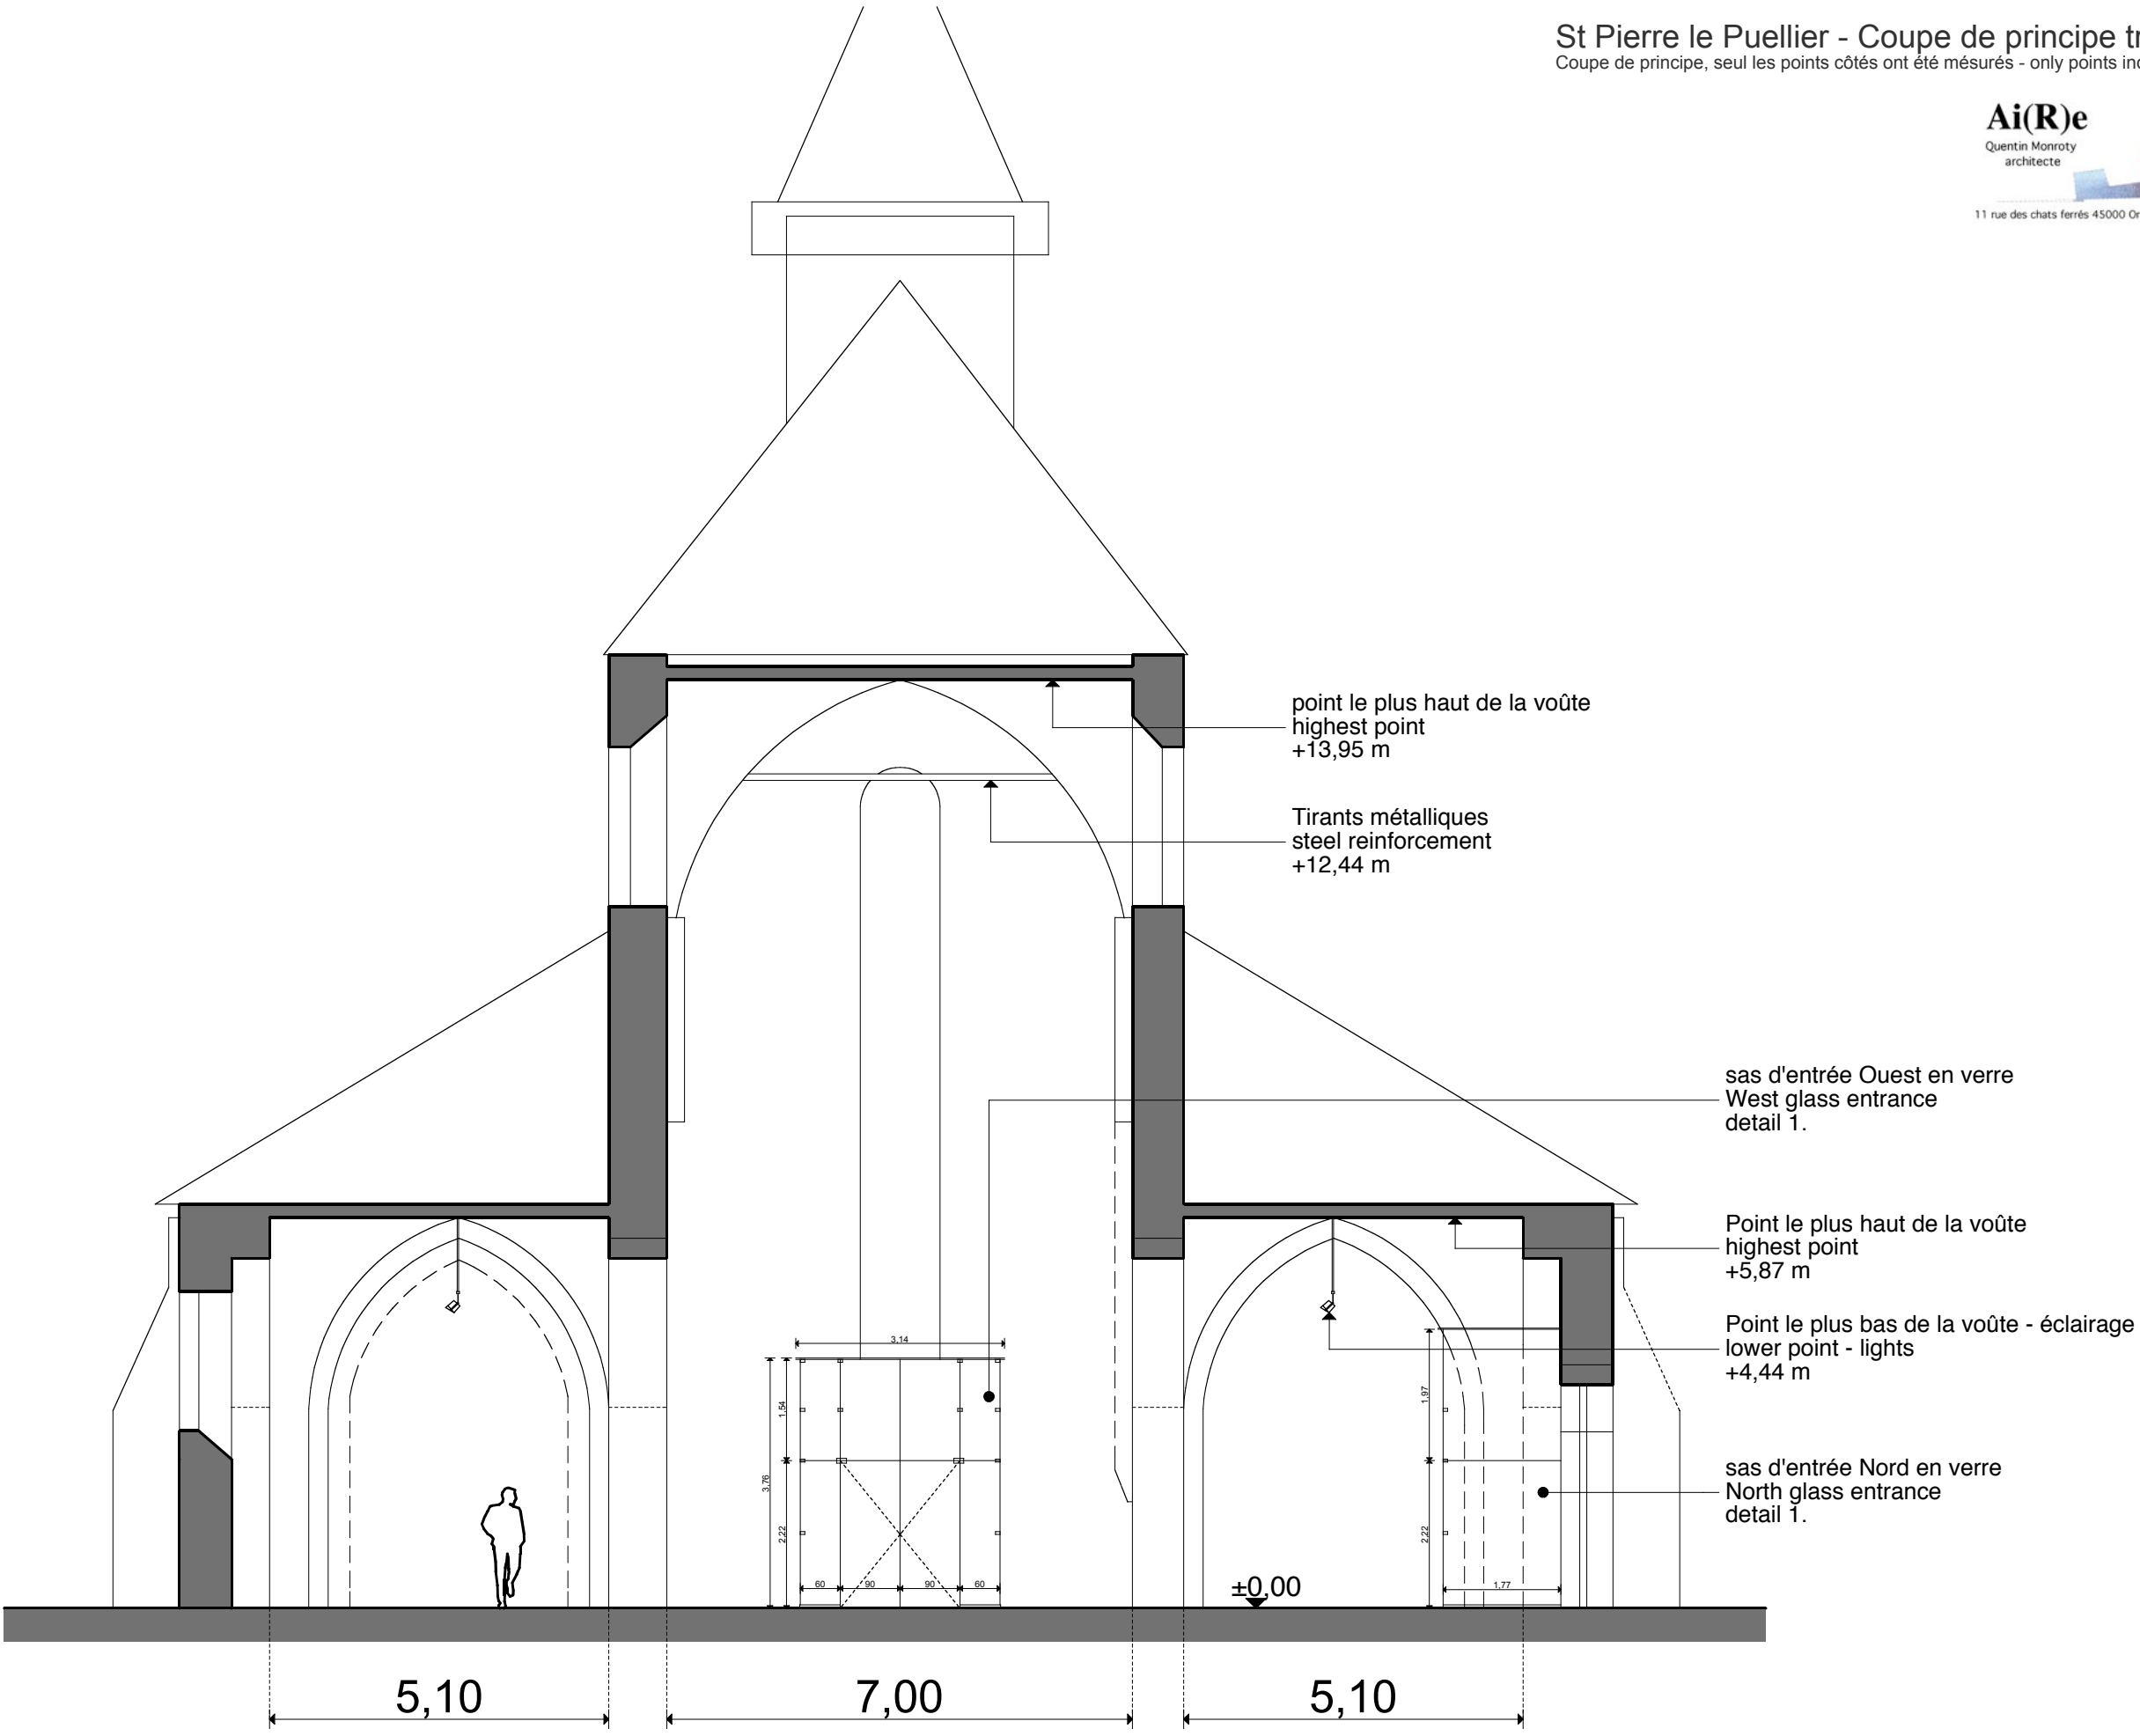 St Pierre le Puellier - Coupe de principe
Coupe de principe, seul les points côtés ont été mésurés - only points
Ai(R)e
Quentin Monroty
architecte
11 rue des chats ferrés 45000
point le plus haut de la voûte
highest point
+13,95 m
Tirants métalliques
steel reinforcement
+12,44 m
sas d'entrée Ouest en verre
West glass entrance
detail 1.
Point le plus haut de la voûte
highest point
+5,87 m
Point le plus bas de la voûte - éclairage
lower point - lights
+4,44 m
sas d'entrée Nord en verre
North glass entrance
detail 1.
3,14
1,54
3,76
2,22
60 90 90 60
1,97
2,22
1,77
±0,00
5,10 7,00 5,10